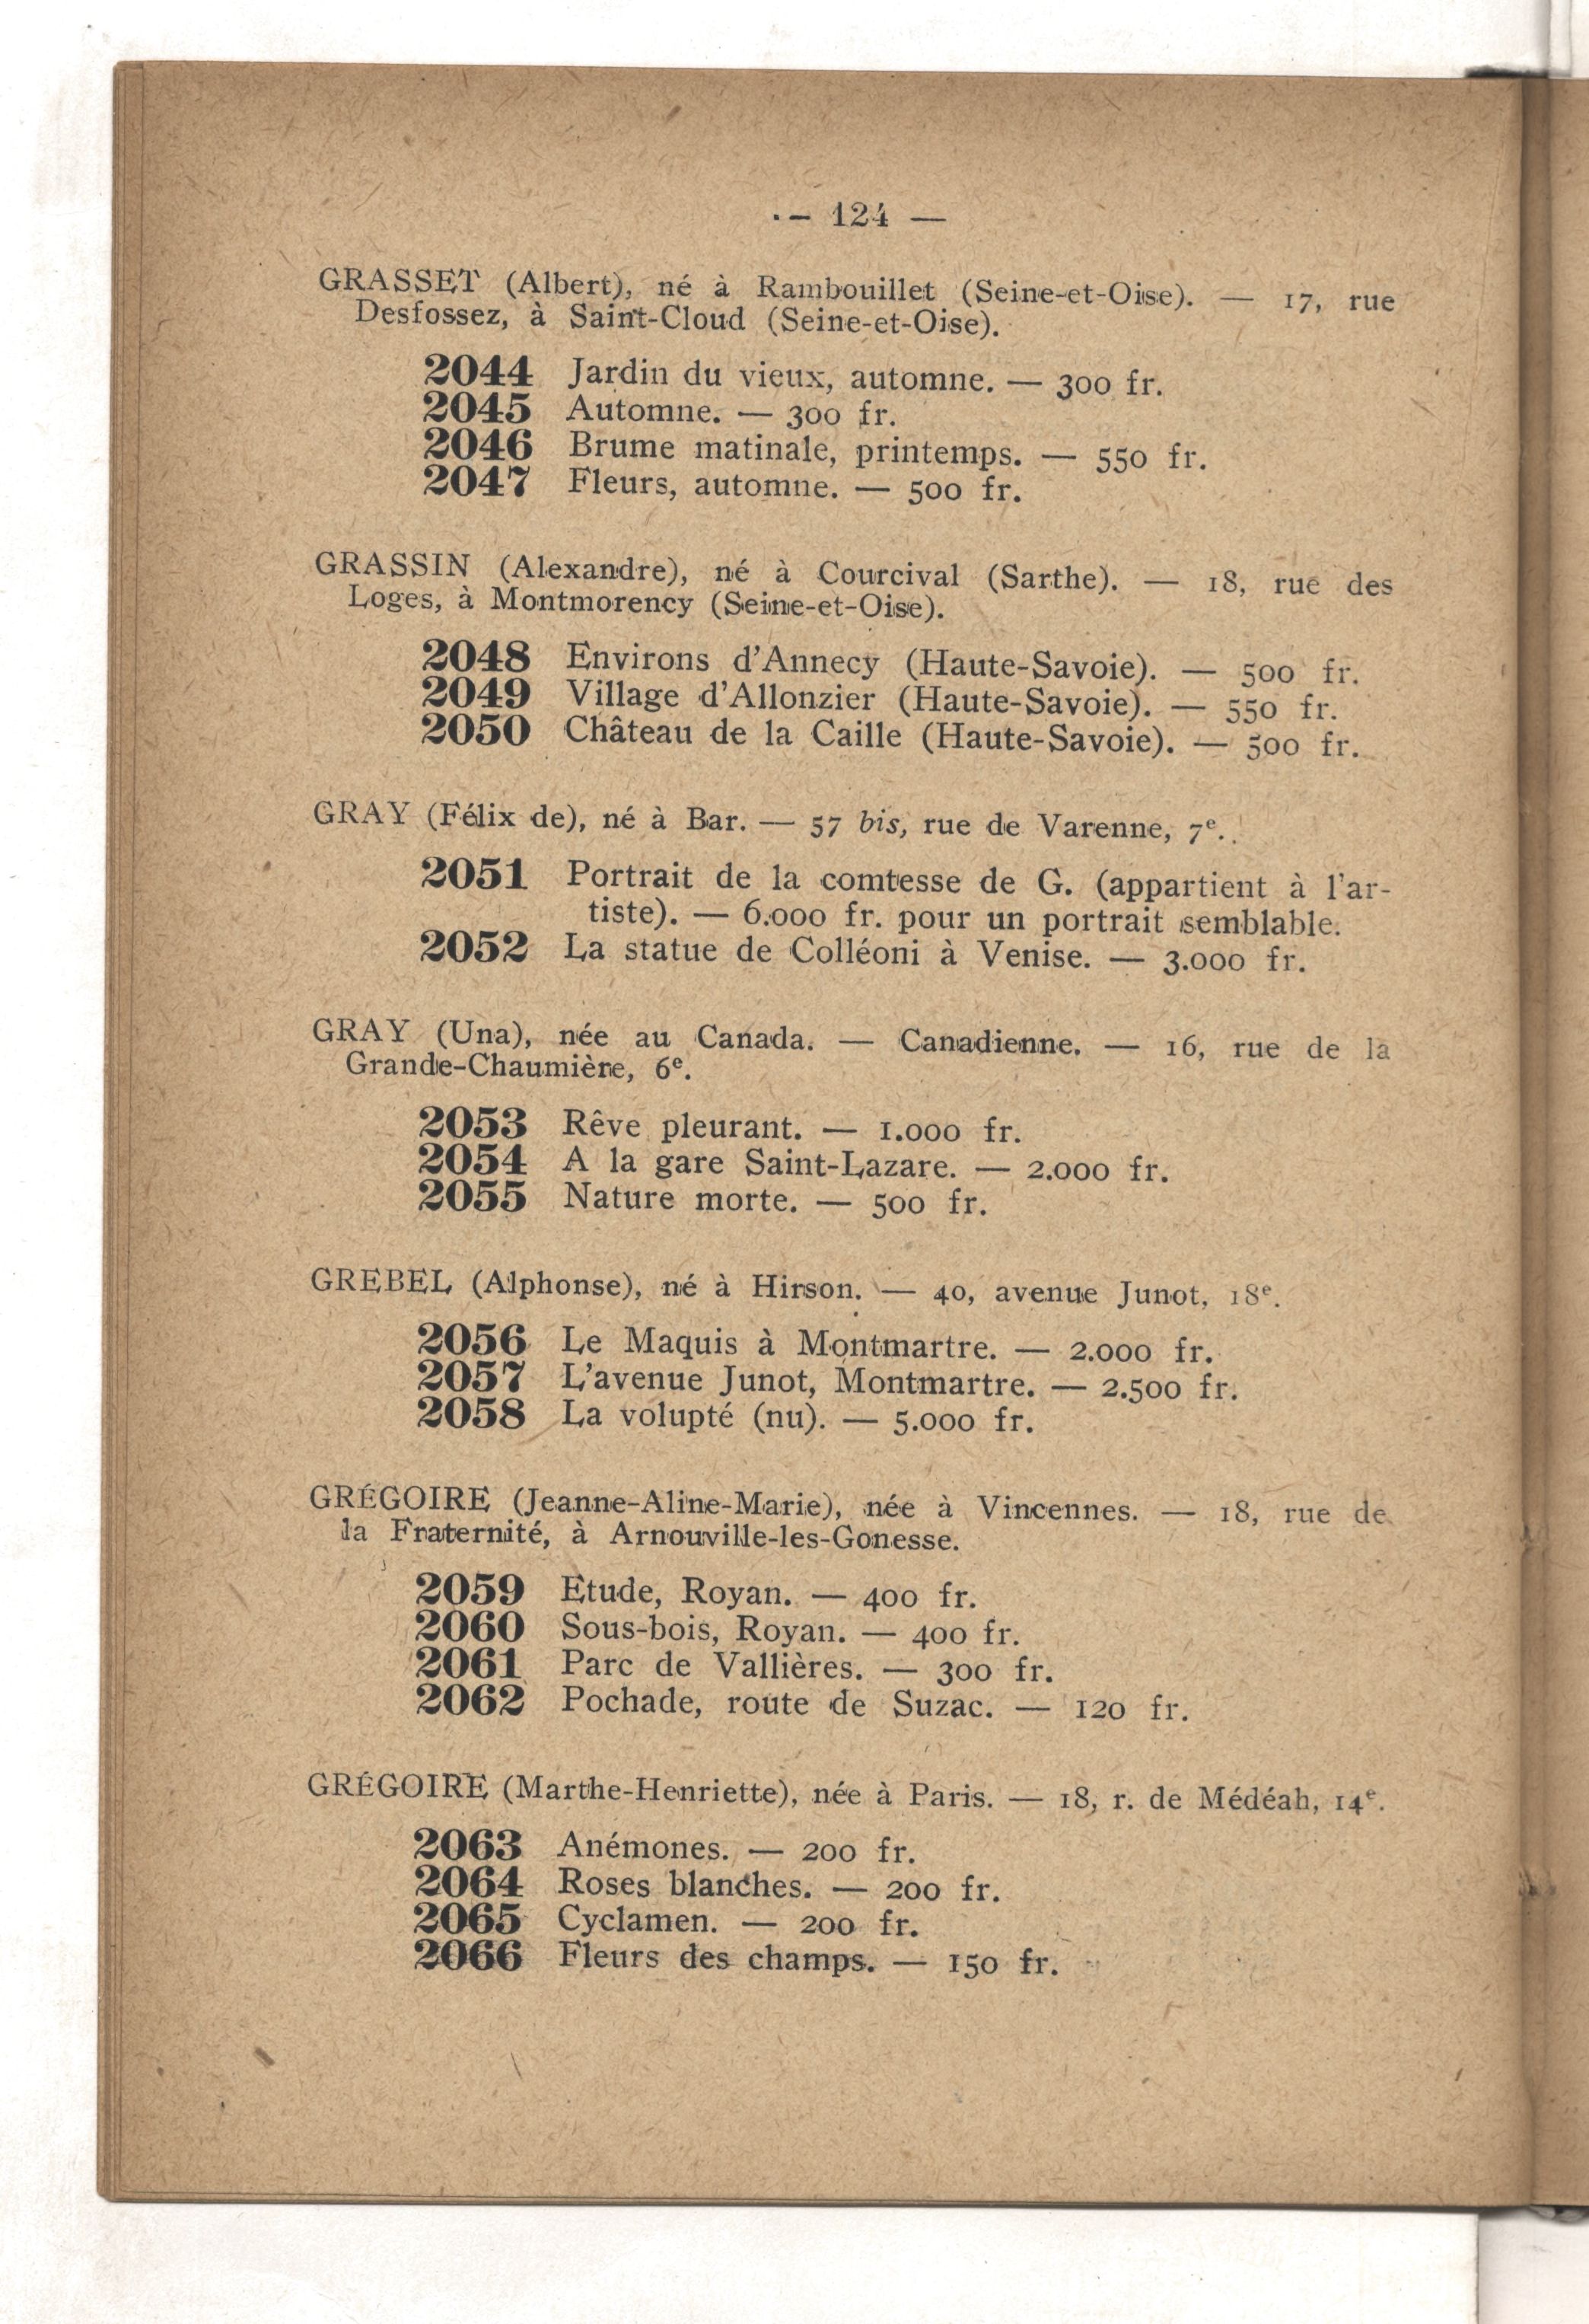 — 124 —
GRASSET (Albert), né à Rambouillet (Seine-et-Oise). — 17, rue
Desfossez, à Saint-Cloud (Seine-et-Oise).
2044 Jardin du vieux, automne. — 300 fr.
2045 Automne. — 300 fr.
2046 Brume matinale, printemps. — 550 fr.
2047 Fleurs, automne. — 500 fr.
GRASSIN (Alexandre), né à Courcival (Sarthe). — 18, rue des
Loges, à Montmorency (Seine-et-Oise).
2048 Environs d'Annecy (Haute-Savoie). — 500 fr.
2049 Village d'Allonzier (Haute-Savoie). — 550 fr.
2050 Château de la Caille (Haute-Savoie). — 500 fr.
GRAY (Félix de), né à Bar. — 57 bis, rue de Varenne, 7e.
2051 Portrait de la comtesse de G. (appartient à l'ar-
tiste). — 6.000 fr. pour un portrait semblable.
2052 La statue de Colléoni à Venise. — 3.000 fr.
GRAY (Una), née au Canada. — Canadienne. — 16, rue de la
Grande-Chaumière, 6e.
2053 Rêve pleurant. — 1.000 fr.
2054 A la gare Saint-Lazare. — 2.000 fr.
2055 Nature morte. — 500 fr.
GREBEL (Alphonse), né à Hirson. — 40, avenue Junot, 18e.
2056 Le Maquis à Montmartre. — 2.000 fr.
2057 L'avenue Junot, Montmartre. — 2.500 fr.
2058 La volupté (nu). — 5.000 fr.
GRÉGOIRE (Jeanne-Aline-Marie), née à Vincennes. — 18, rue de
la Fraternité, à Arnouville-les-Gonesse.
2059 Etude, Royan. — 400 fr.
2060 Sous-bois, Royan. — 400 fr.
2061 Parc de Vallières. — 300 fr.
2062 Pochade, route de Suzac. — 120 fr.
GRÉGOIRE (Marthe-Henriette), née à Paris. — 18, r. de Médéah, 14e.
2063 Anémones. — 200 fr.
2064 Roses blanches. — 200 fr.
2065 Cyclamen. — 200 fr.
2066 Fleurs des champs. — 150 fr.